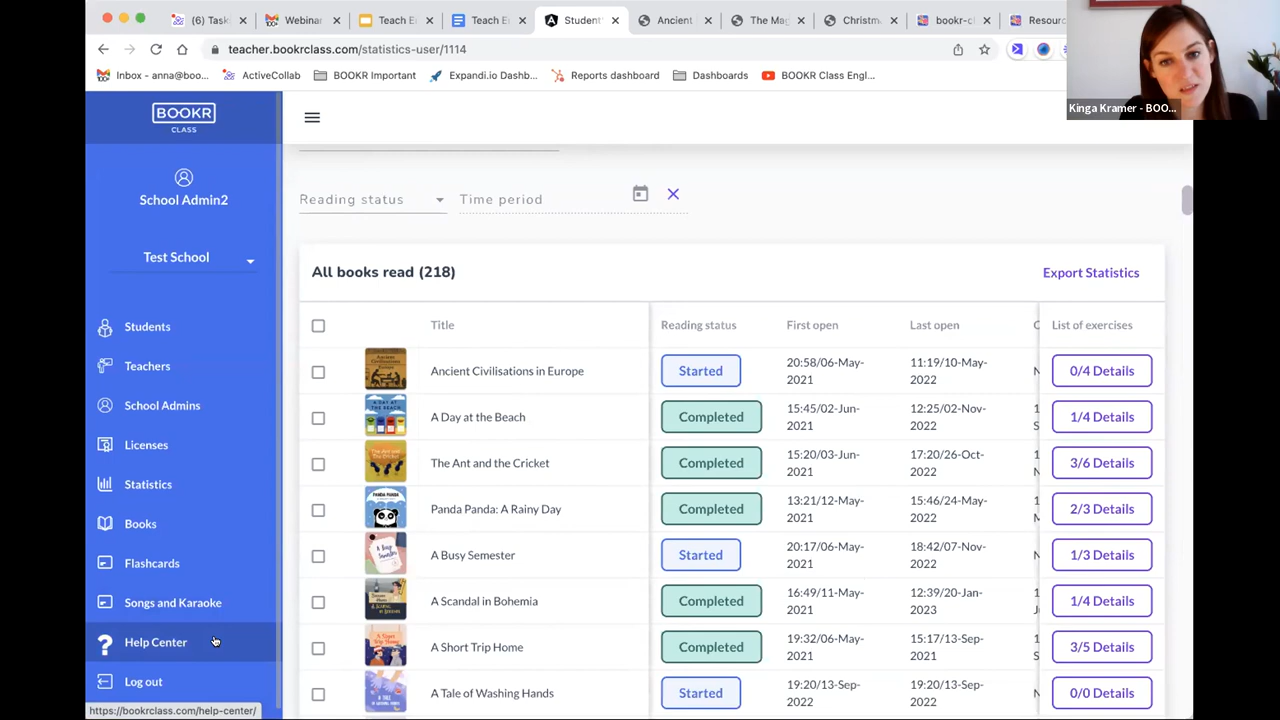 (6) Task
Webinar
Teach E
Teach E
Student
Ancient
The Mag
Christma
bookr-cl
Resourc
teacher.bookrclass.com/statistics-user/1114
Inbox - anna@boo...
ActiveCollab
BOOKR Important
Expandi.io Dashb...
Reports dashboard
Dashboards
BOOKR Class Engl...
Kinga Kramer - BOO...
BOOKR
CLASS
School Admin2
Test School
Students
Teachers
School Admins
Licenses
Statistics
Books
Flashcards
Songs and Karaoke
Help Center
Log out
https://bookrclass.com/help-center/
Reading status
Time period
All books read (218)
Export Statistics
Title Reading status First open Last open List of exercises
Ancient Civilisations in Europe Started 20:58/06-May-2021 11:19/10-May-2022 0/4 Details
A Day at the Beach Completed 15:45/02-Jun-2021 12:25/02-Nov-2022 1/4 Details
The Ant and the Cricket Completed 15:20/03-Jun-2021 17:20/26-Oct-2022 3/6 Details
Panda Panda: A Rainy Day Completed 13:21/12-May-2021 15:46/24-May-2022 2/3 Details
A Busy Semester Started 20:17/06-May-2021 18:42/07-Nov-2022 1/3 Details
A Scandal in Bohemia Completed 16:49/11-May-2021 12:39/20-Jan-2023 1/4 Details
A Short Trip Home Completed 19:32/06-May-2021 15:17/13-Sep-2021 3/5 Details
A Tale of Washing Hands Started 19:20/13-Sep-2022 19:20/13-Sep-2022 0/0 Details